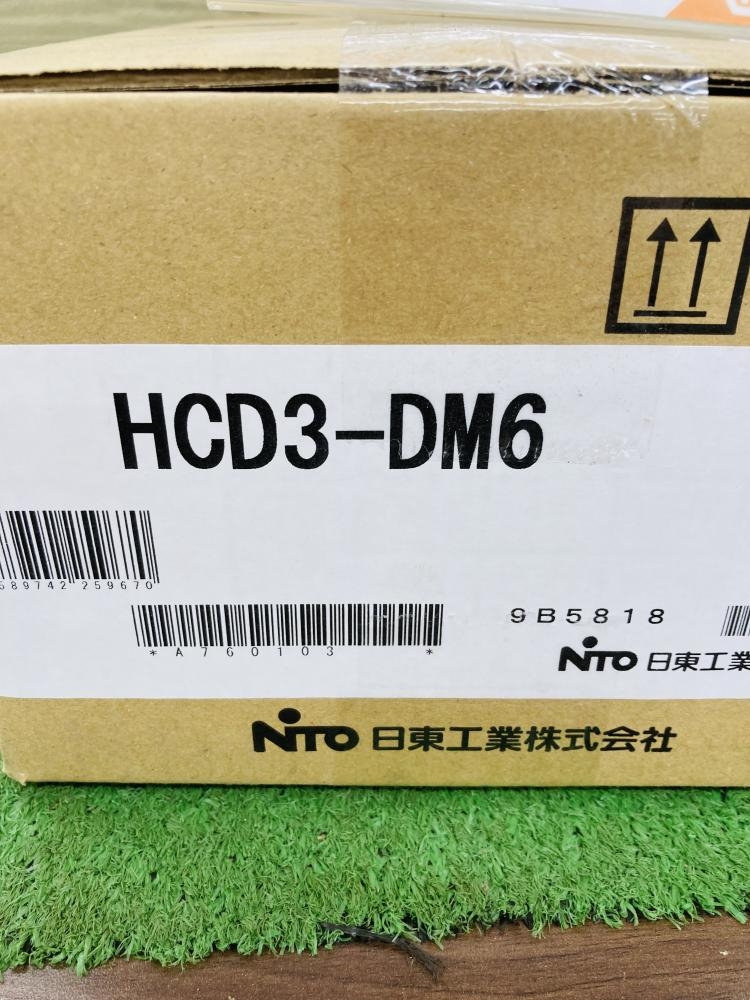 HCD3-DM6
589742 259670
*A760103*
9B5818
NITO 日東工業
NITO 日東工業株式会社